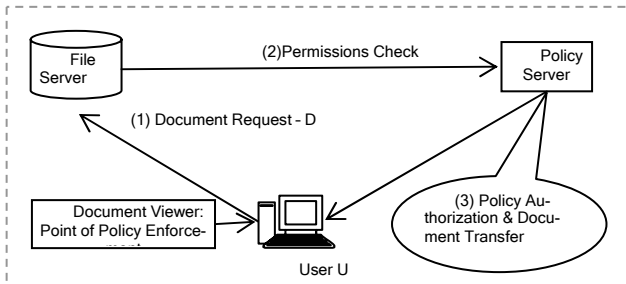 File
Server
(2)Permissions Check
Policy
Server
(1) Document Request - D
Document Viewer:
Point of Policy Enforce-
(3) Policy Au-
thorization & Docu-
ment Transfer
User U